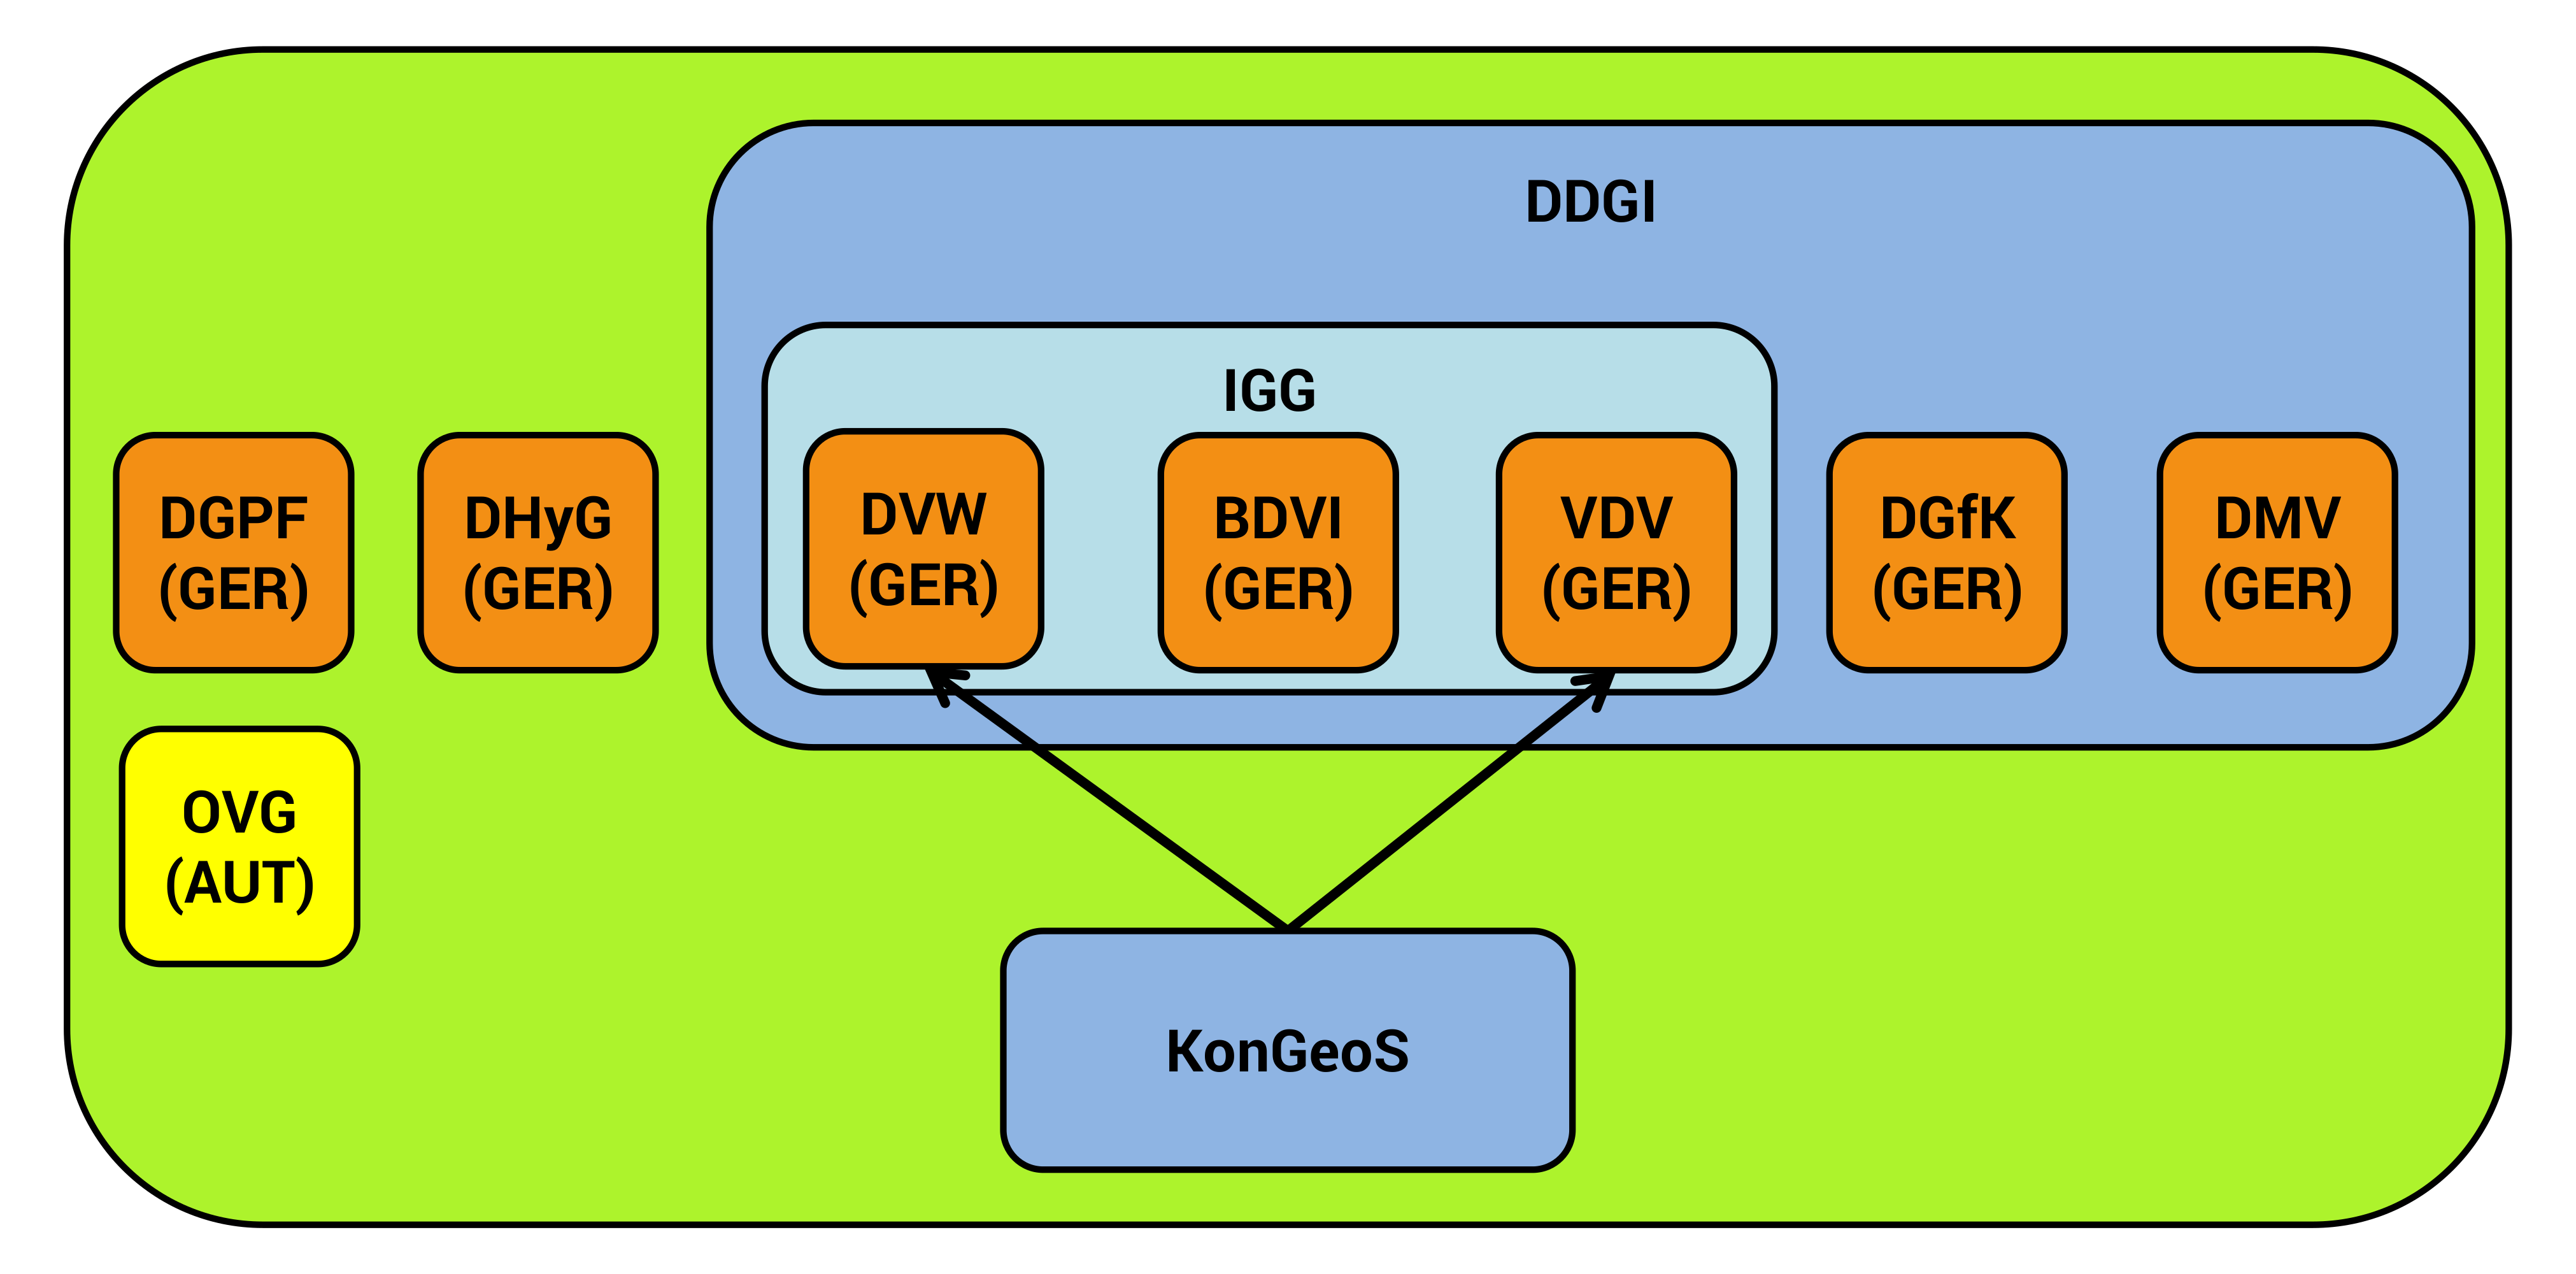 DDGI
IGG
DGPF
(GER)
DHyG
(GER)
DVW
(GER)
BDVI
(GER)
VDV
(GER)
DGfK
(GER)
DMV
(GER)
OVG
(AUT)
KonGeoS